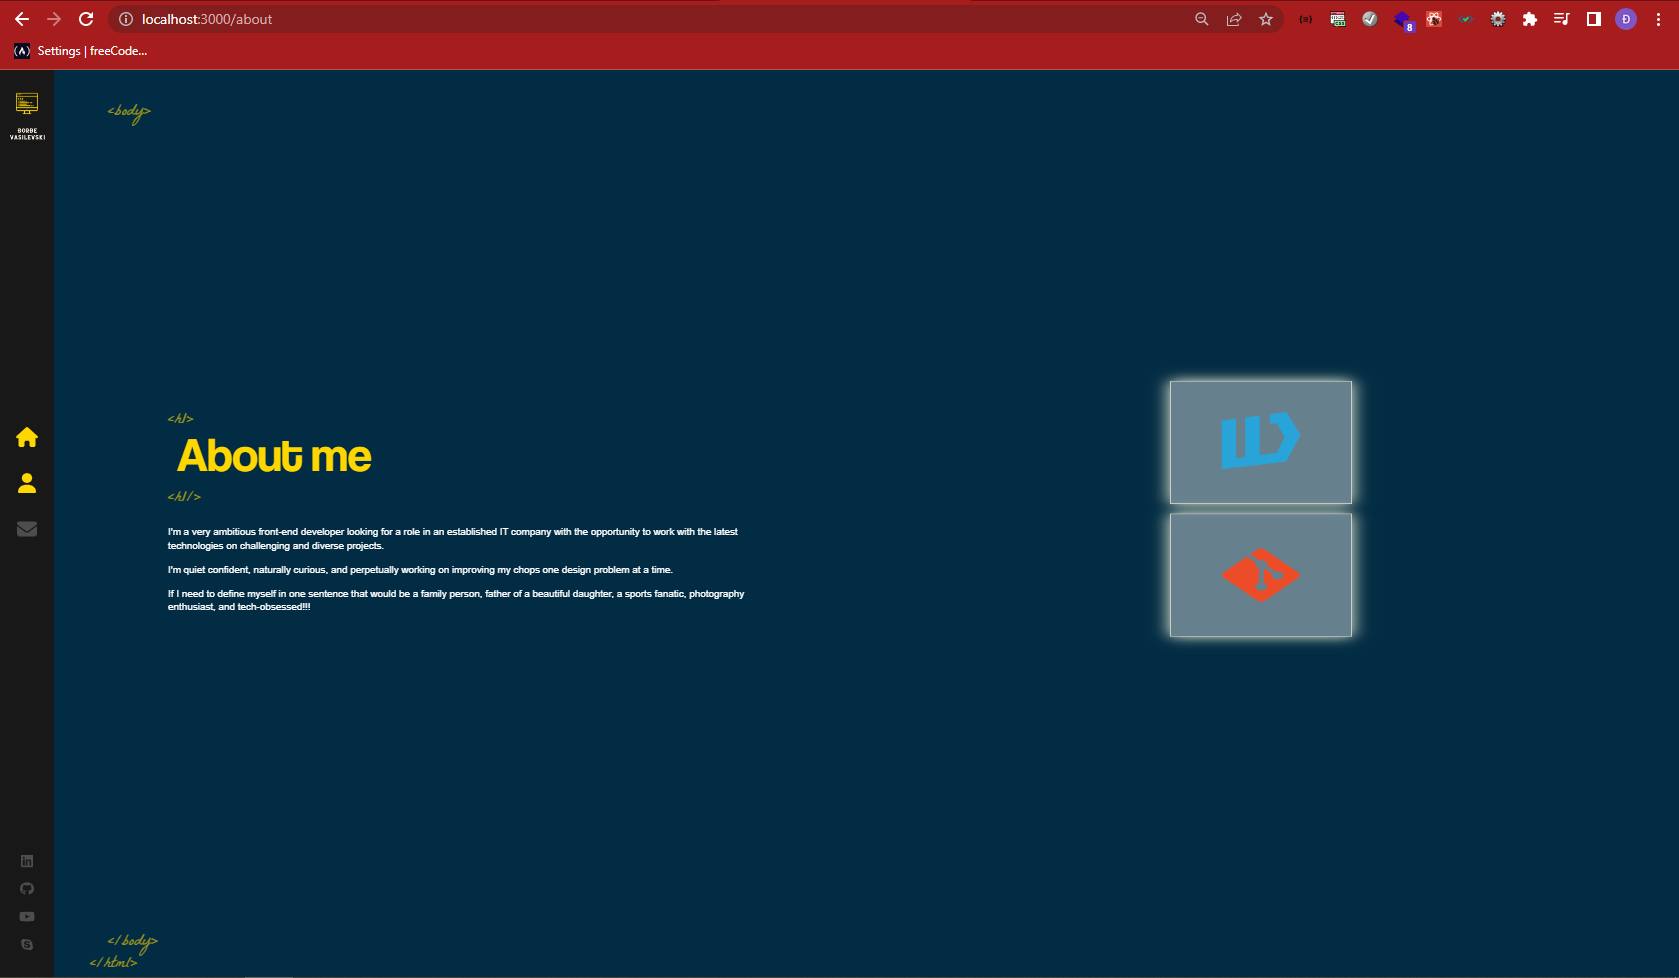 localhost:3000/about
8
Đ
Settings | freeCode...
ĐORĐE
VASILEVSKI
<body>
<h1>
About me
<h1/>
I'm a very ambitious front-end developer looking for a role in an established IT company with the opportunity to work with the latest
technologies on challenging and diverse projects.
I'm quiet confident, naturally curious, and perpetually working on improving my chops one design problem at a time.
If I need to define myself in one sentence that would be a family person, father of a beautiful daughter, a sports fanatic, photography
enthusiast, and tech-obsessed!!!
</body>
</html>